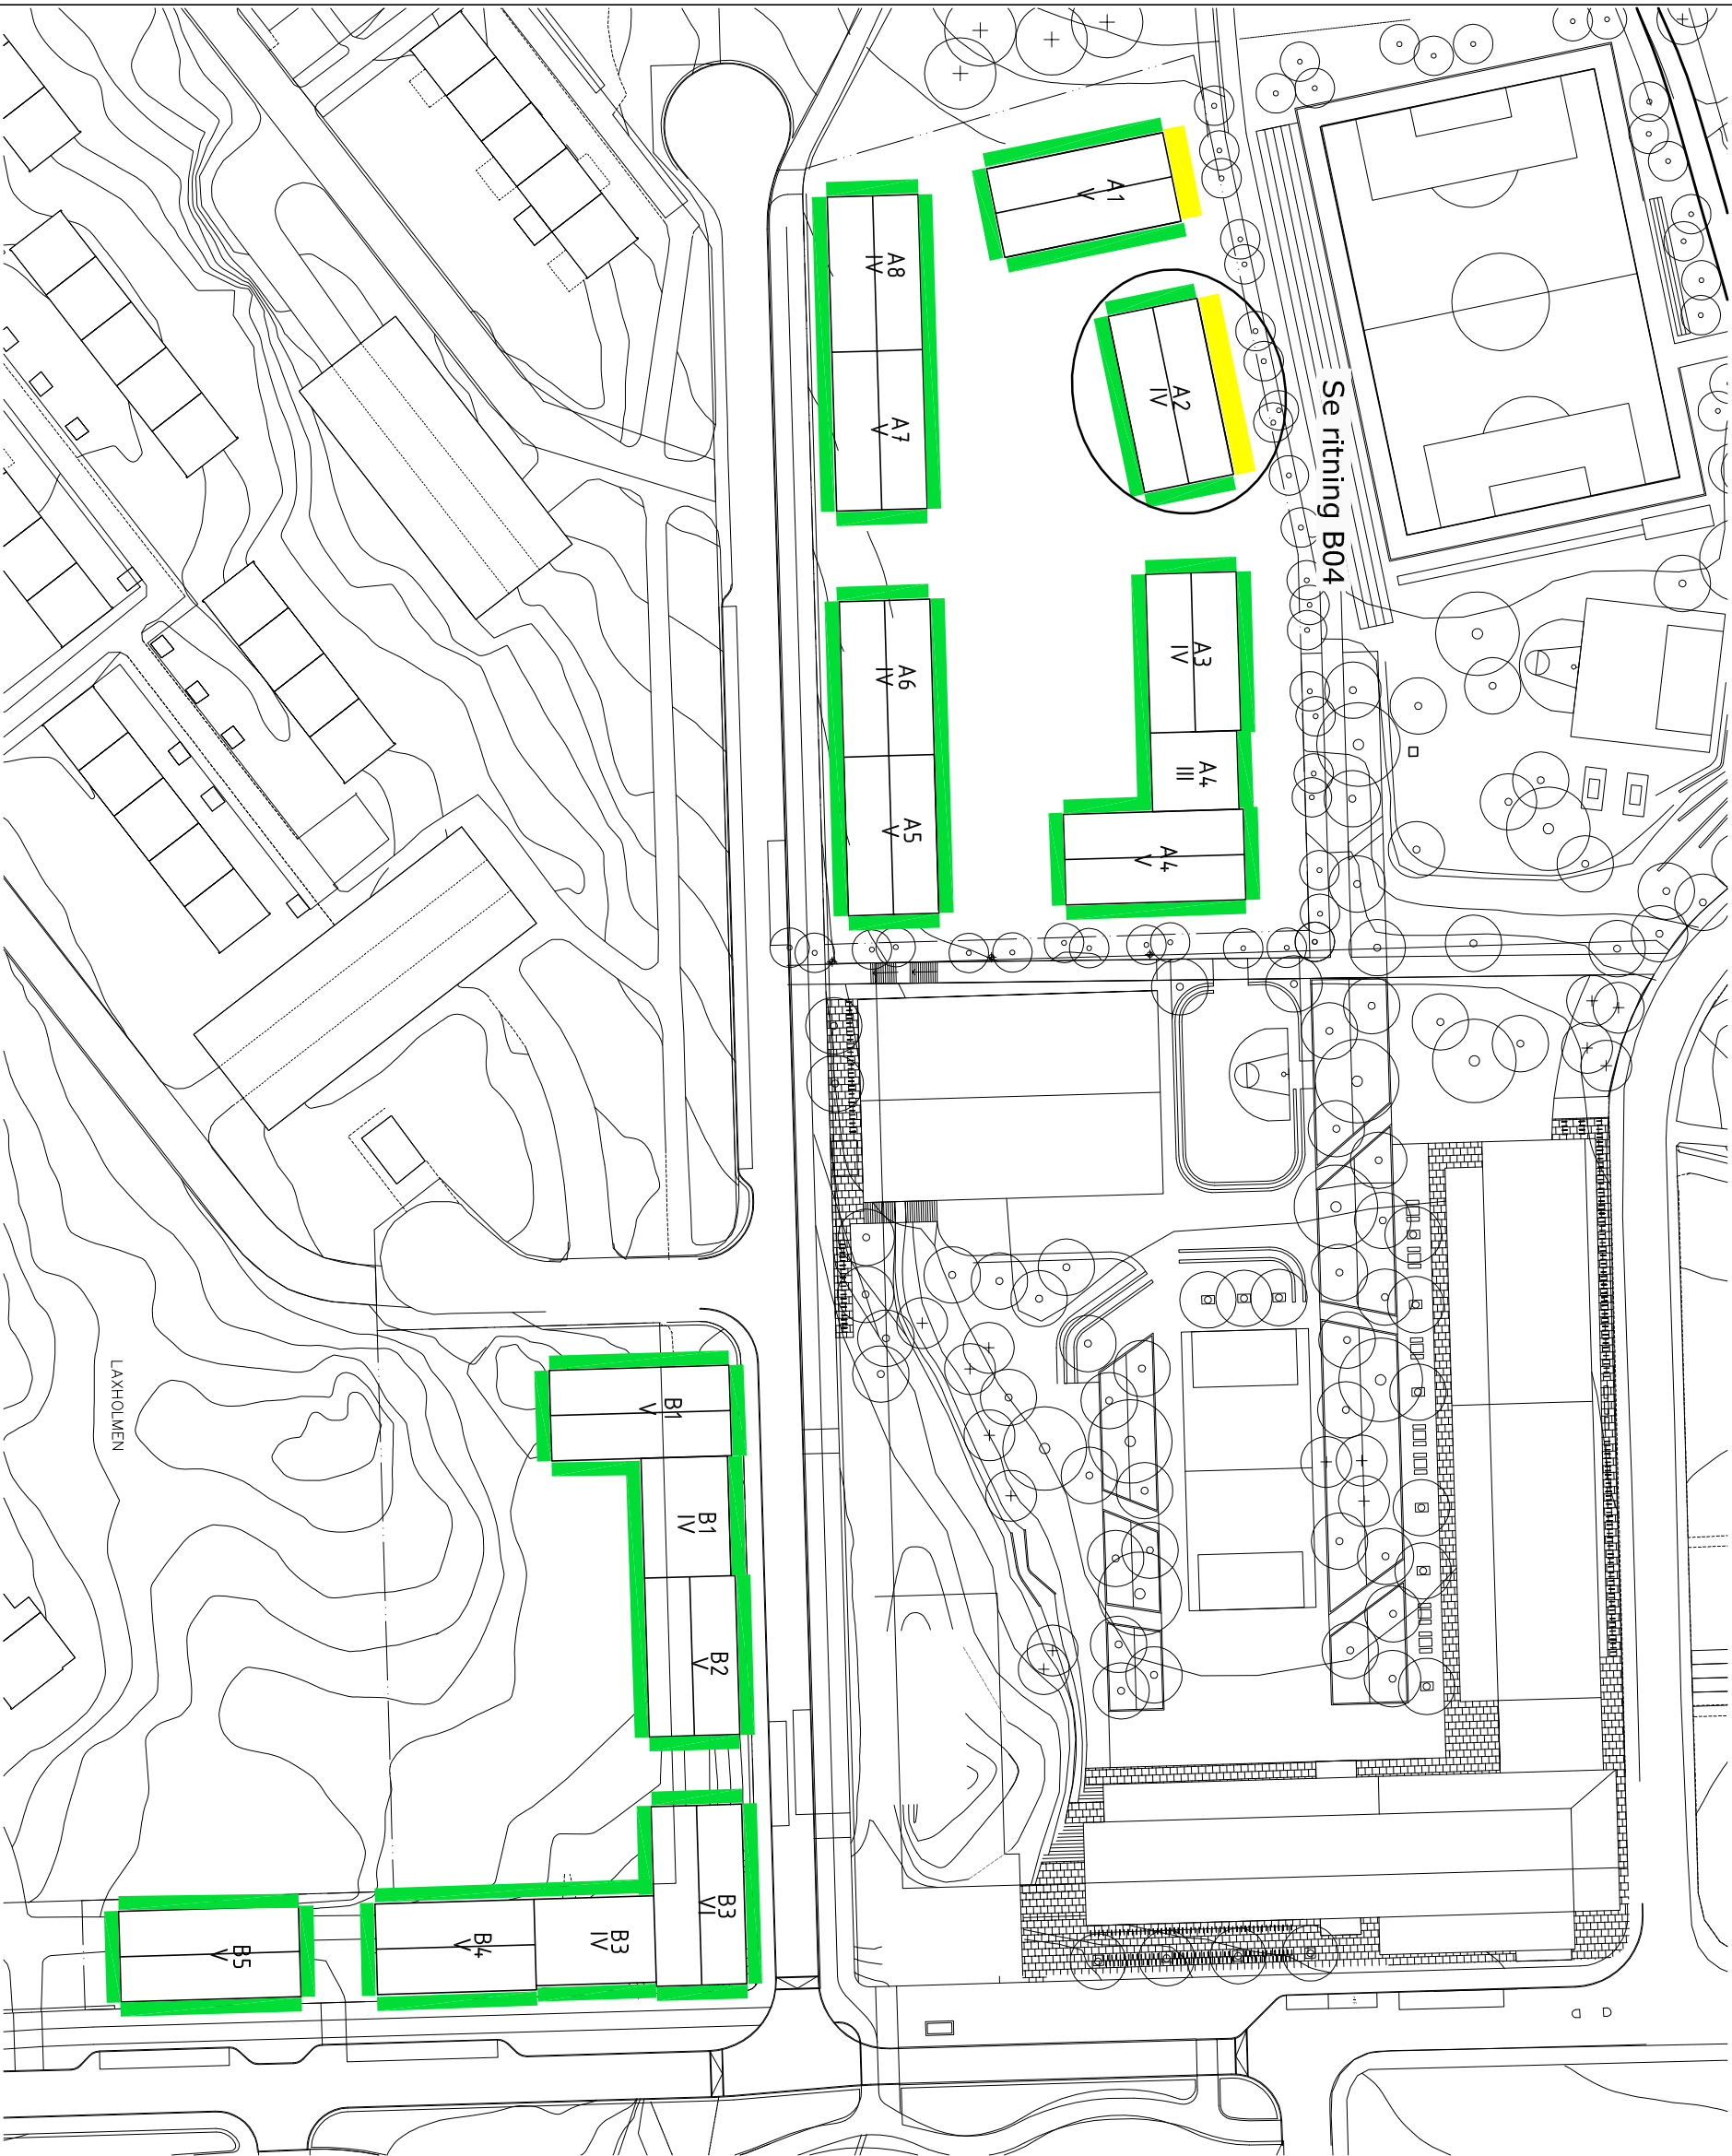 A1
V
A8
IV
A2
IV
A7
V
Se ritning B04
A3
IV
A6
IV
A4
III
A5
V
A4
V
B1
V
LAXHOLMEN
B1
IV
B2
V
B3
VI
B3
IV
B4
V
B5
V